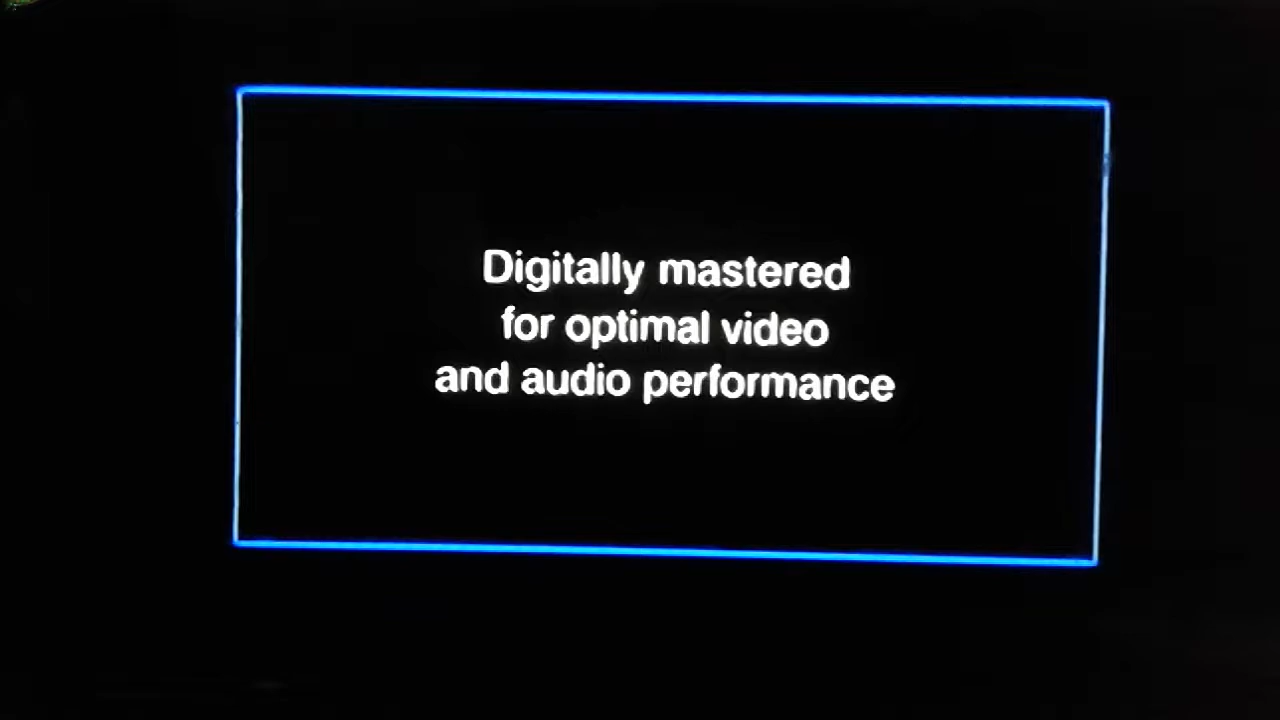 Digitally mastered
for optimal video
and audio performance